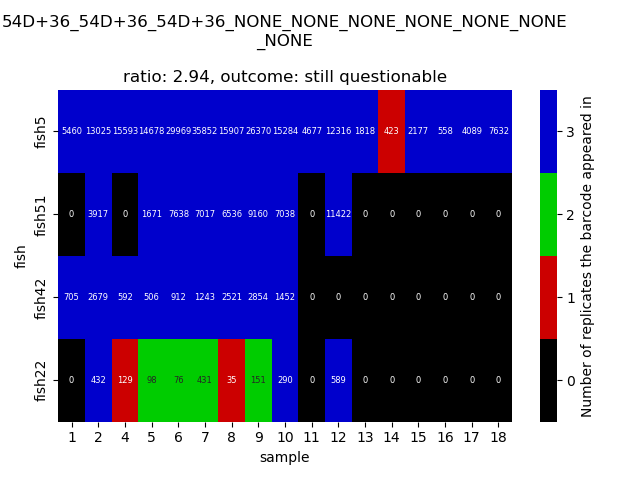 54D+36_54D+36_54D+36_NONE_NONE_NONE_NONE_NONE_NONE
_NONE
ratio: 2.94, outcome: still questionable
fish5 5460 13025 15593 14678 29969 35852 15907 26370 15284 4677 12316 1818 423 2177 558 4089 7632
fish51 0 3917 0 1671 7638 7017 6536 9160 7038 0 11422 0 0 0 0 0 0
fish42 705 2679 592 506 912 1243 2521 2854 1452 0 0 0 0 0 0 0 0
fish22 0 432 129 98 76 431 35 151 290 0 589 0 0 0 0 0 0
1 2 4 5 6 7 8 9 10 11 12 13 14 15 16 17 18
sample
fish
3
2
1
0
Number of replicates the barcode appeared in